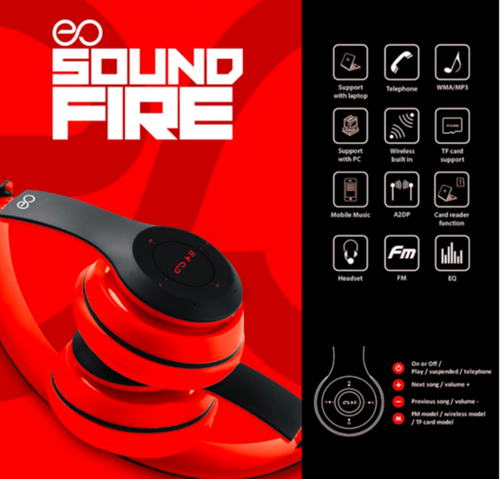 eo
SOUND
FIRE
eo
Support
with laptop
Telephone
WMA/MP3
Support
with PC
Wireless
built in
TF card
support
Mobile Music
A2DP
Card reader
function
Headset
Fm
FM
EQ
On or Off /
Play / suspended / telephone
Next song / volume +
Previous song / volume -
M
FM model / wireless model
/ TF card model